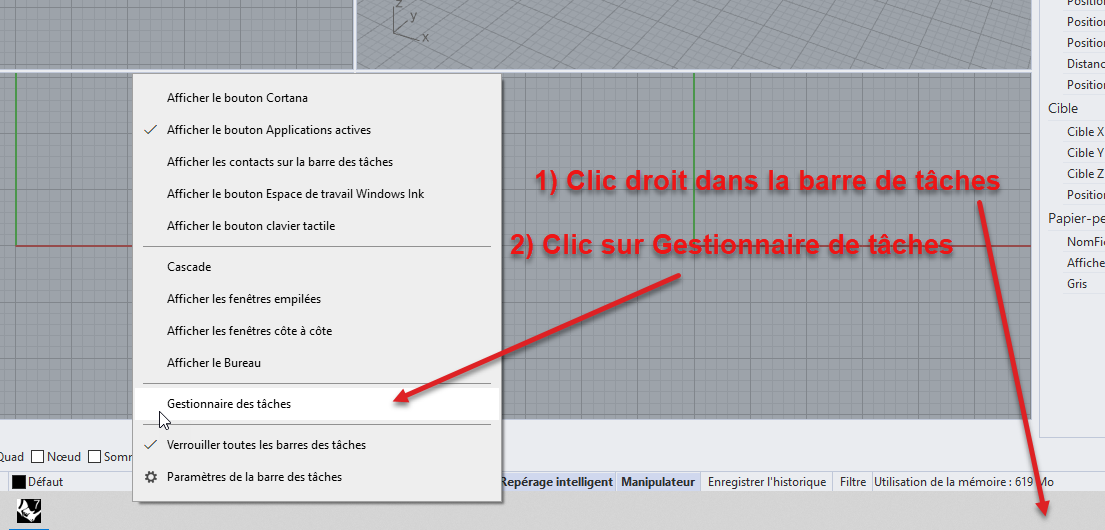 z
y
x
Position
Position
Position
Distanc
Position
Cible
Cible X
Cible Y
Cible Z
Position
Papier-pe
NomFic
Affiche
Gris
Afficher le bouton Cortana
Afficher le bouton Applications actives
Afficher les contacts sur la barre des tâches
Afficher le bouton Espace de travail Windows Ink
Afficher le bouton clavier tactile
Cascade
Afficher les fenêtres empilées
Afficher les fenêtres côte à côte
Afficher le Bureau
Gestionnaire des tâches
Verrouiller toutes les barres des tâches
Paramètres de la barre des tâches
1) Clic droit dans la barre de tâches
2) Clic sur Gestionnaire de tâches
Quad Nœud Somm
Défaut Repérage intelligent Manipulateur Enregistrer l'historique Filtre Utilisation de la mémoire : 619 Mo
7